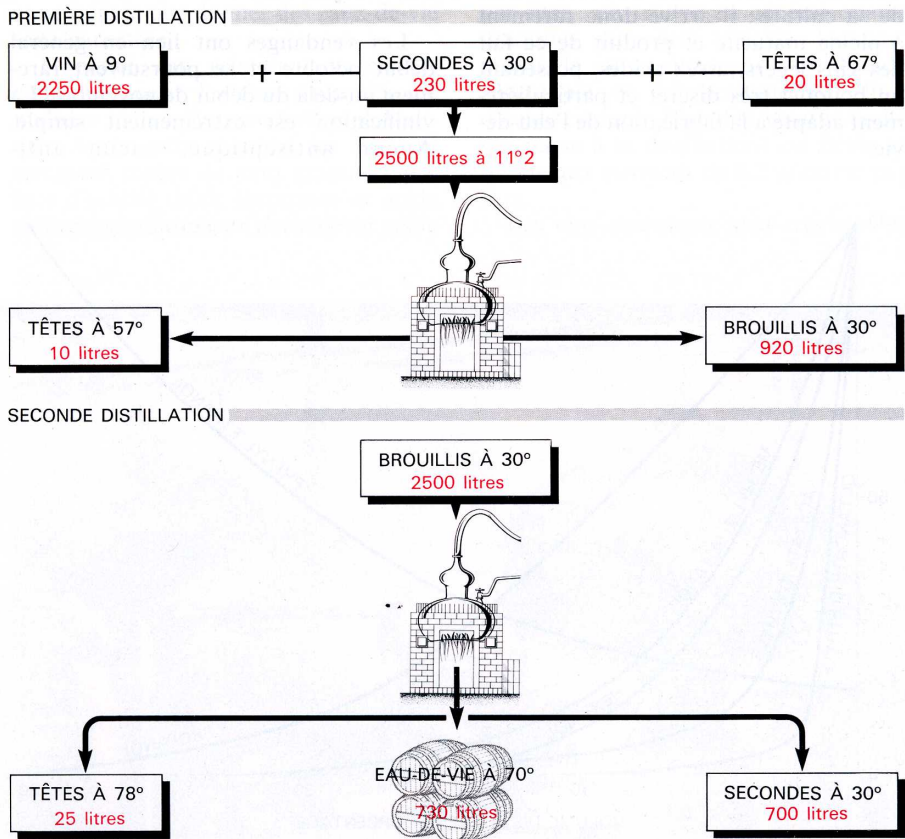 PREMIÈRE DISTILLATION
VIN À 9°
2250 litres
+
SECONDES À 30°
230 litres
+
TÊTES À 67°
20 litres
2500 litres à 11°2
TÊTES À 57°
10 litres
BROUILLIS À 30°
920 litres
SECONDE DISTILLATION
BROUILLIS À 30°
2500 litres
TÊTES À 78°
25 litres
EAU-DE-VIE À 70°
730 litres
SECONDES À 30°
700 litres